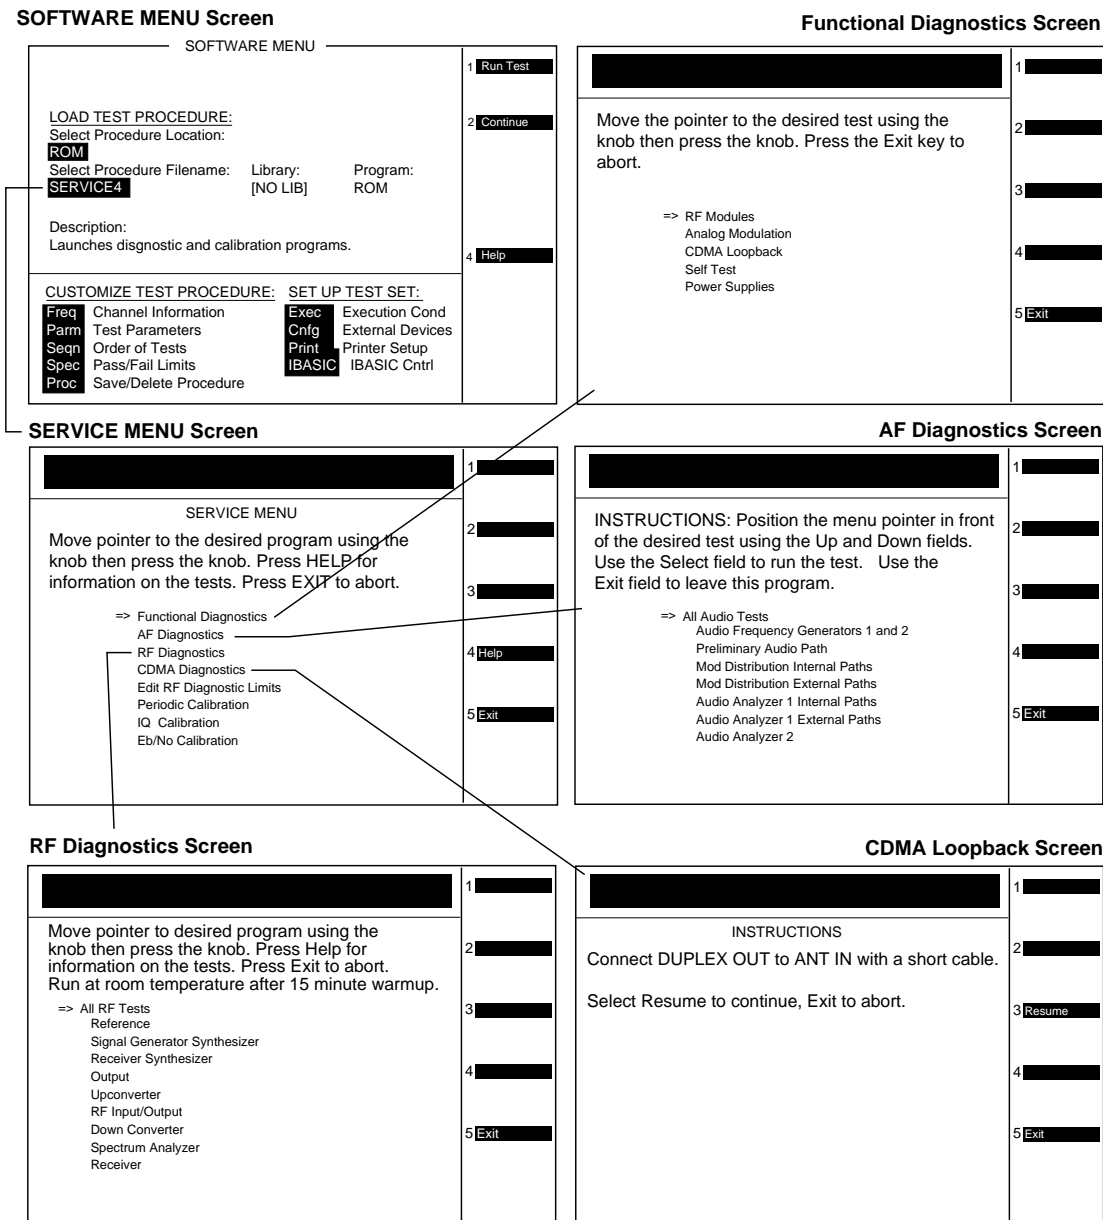 SOFTWARE MENU Screen
SOFTWARE MENU
1 Run Test
LOAD TEST PROCEDURE:
2 Continue
Select Procedure Location:
ROM
Select Procedure Filename: Library: Program:
SERVICE4 [NO LIB] ROM
Description:
Launches disgnostic and calibration programs.
4 Help
CUSTOMIZE TEST PROCEDURE: SET UP TEST SET:
Freq Channel Information Exec Execution Cond
Parm Test Parameters Cnfg External Devices
Seqn Order of Tests Print Printer Setup
Spec Pass/Fail Limits IBASIC IBASIC Cntrl
Proc Save/Delete Procedure
Functional Diagnostics Screen
1
Move the pointer to the desired test using the
knob then press the knob. Press the Exit key to
abort.
2
3
=> RF Modules
Analog Modulation
CDMA Loopback
Self Test
Power Supplies
4
5 Exit
SERVICE MENU Screen
1
SERVICE MENU
2
Move pointer to the desired program using the
knob then press the knob. Press HELP for
information on the tests. Press EXIT to abort.
3
=> Functional Diagnostics
AF Diagnostics
RF Diagnostics
CDMA Diagnostics
Edit RF Diagnostic Limits
Periodic Calibration
IQ Calibration
Eb/No Calibration
4 Help
5 Exit
AF Diagnostics Screen
1
INSTRUCTIONS: Position the menu pointer in front
of the desired test using the Up and Down fields.
Use the Select field to run the test. Use the
Exit field to leave this program.
2
3
=> All Audio Tests
Audio Frequency Generators 1 and 2
Preliminary Audio Path
Mod Distribution Internal Paths
Mod Distribution External Paths
Audio Analyzer 1 Internal Paths
Audio Analyzer 1 External Paths
Audio Analyzer 2
4
5 Exit
RF Diagnostics Screen
1
Move pointer to desired program using the
knob then press the knob. Press Help for
information on the tests. Press Exit to abort.
Run at room temperature after 15 minute warmup.
2
3
=> All RF Tests
Reference
Signal Generator Synthesizer
Receiver Synthesizer
Output
Upconverter
RF Input/Output
Down Converter
Spectrum Analyzer
Receiver
4
5 Exit
CDMA Loopback Screen
1
INSTRUCTIONS
2
Connect DUPLEX OUT to ANT IN with a short cable.
Select Resume to continue, Exit to abort.
3 Resume
4
5 Exit